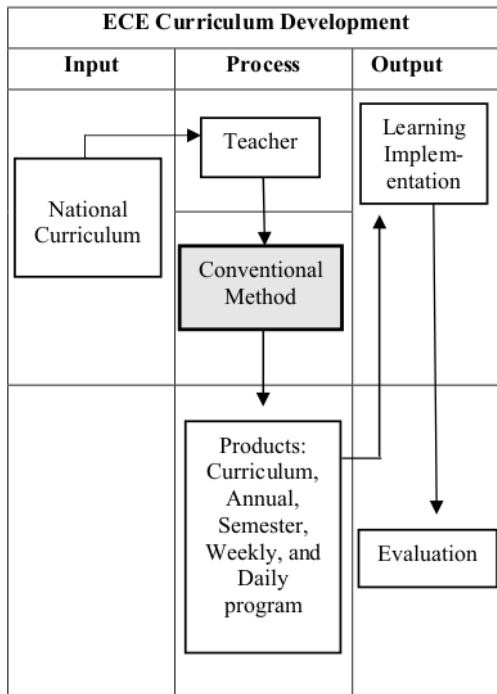 ECE Curriculum Development
Input
Process
Output
National
Curriculum
Teacher
Conventional
Method
Products:
Curriculum,
Annual,
Semester,
Weekly, and
Daily
program
Learning
Implem-
entation
Evaluation